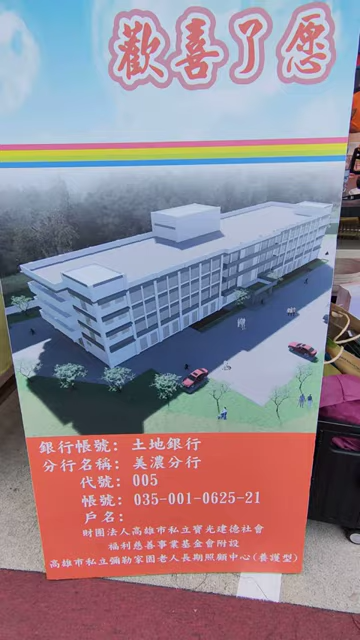 歡喜了愿
銀行帳號: 土地銀行
分行名稱: 美濃分行
代號: 005
帳號: 035-001-0625-21
戶名:
財團法人高雄市私立寶光建德社會
福利慈善事業基金會附設
高雄市私立彌勒家園老人長期照顧中心(養護型)